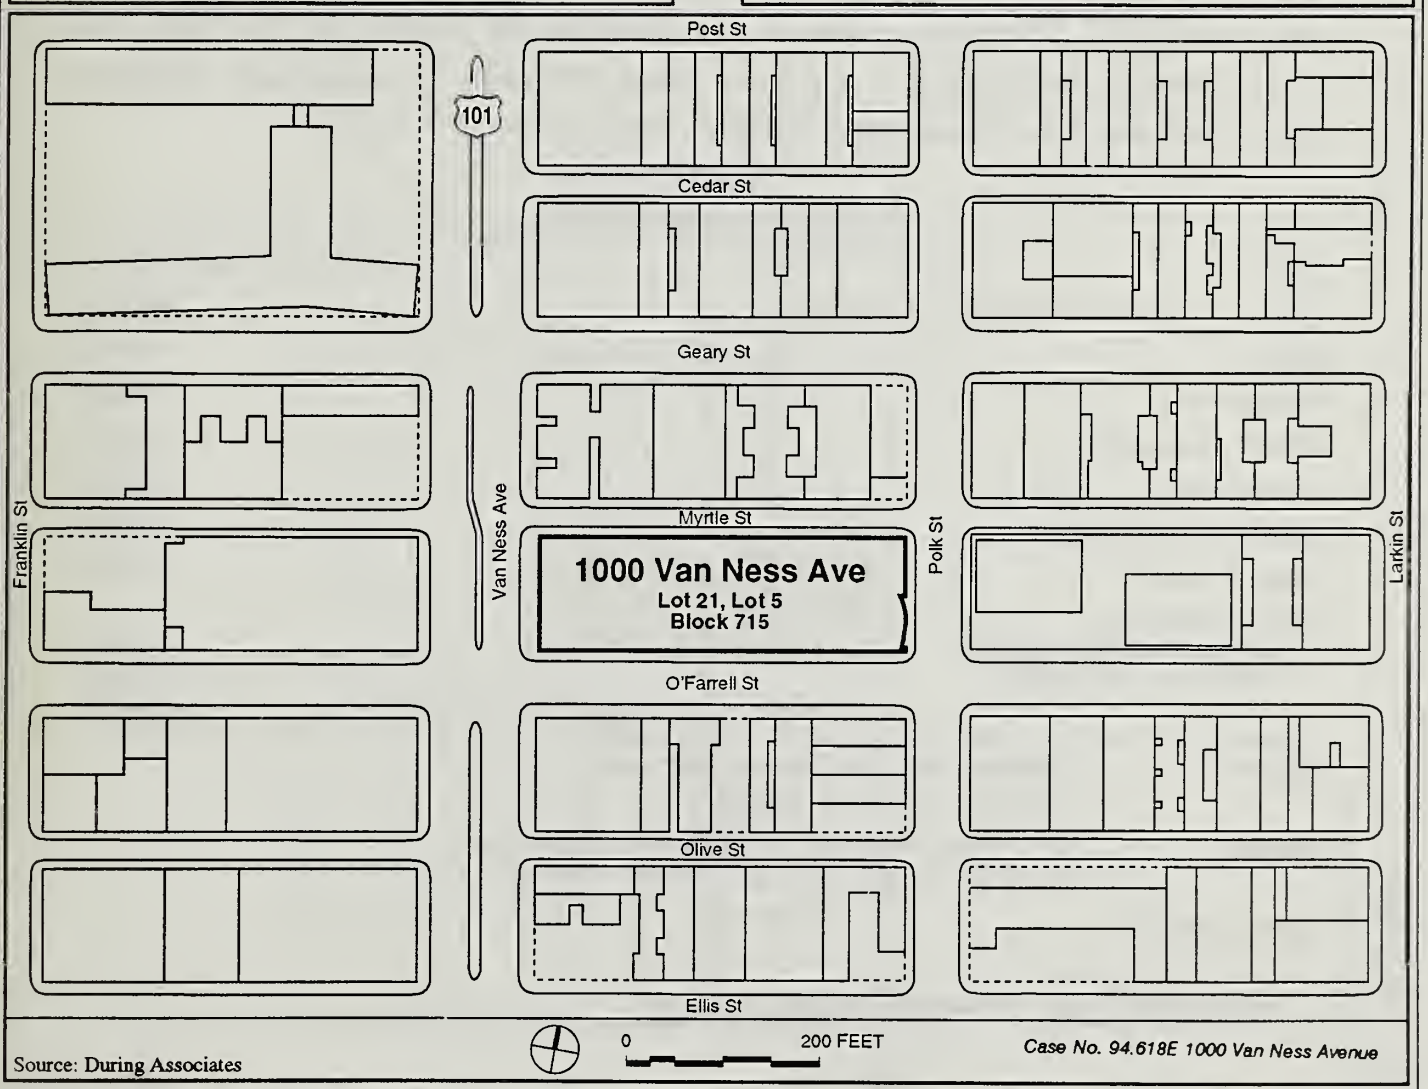 Post St
101
Cedar St
Geary St
Franklin St
Van Ness Ave
Myrtle St
Polk St
Larkin St
1000 Van Ness Ave
Lot 21, Lot 5
Block 715
O'Farrell St
Olive St
Ellis St
0 200 FEET
Source: During Associates
Case No. 94.618E 1000 Van Ness Avenue